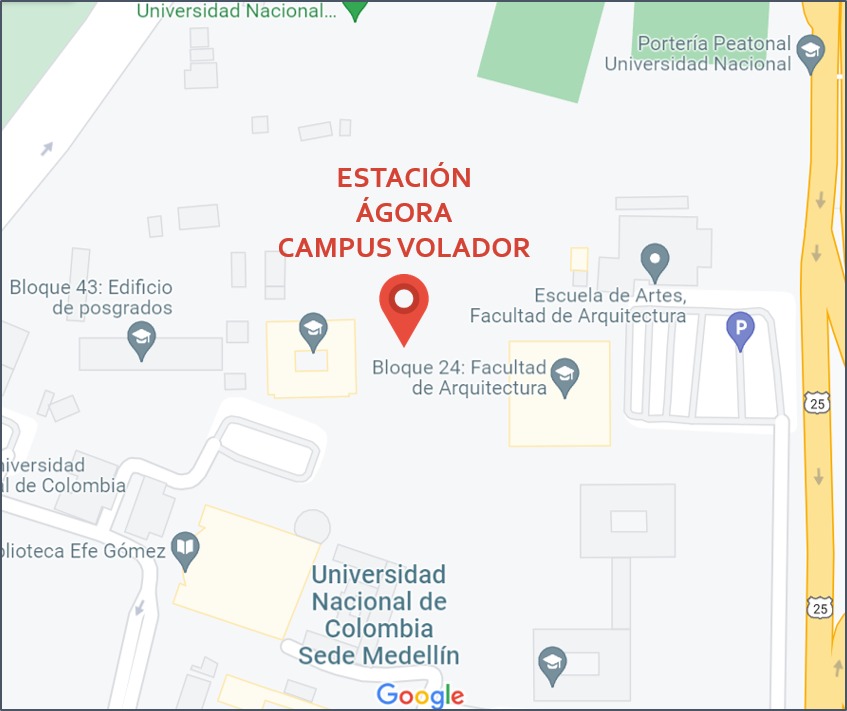 Universidad Nacional...
Portería Peatonal
Universidad Nacional
ESTACIÓN
ÁGORA
CAMPUS VOLADOR
Bloque 43: Edificio
de posgrados
Escuela de Artes,
Facultad de Arquitectura
P
Bloque 24: Facultad
de Arquitectura
25
niversidad
al de Colombia
blioteca Efe Gómez
Universidad
Nacional de
Colombia
Sede Medellín
25
Google